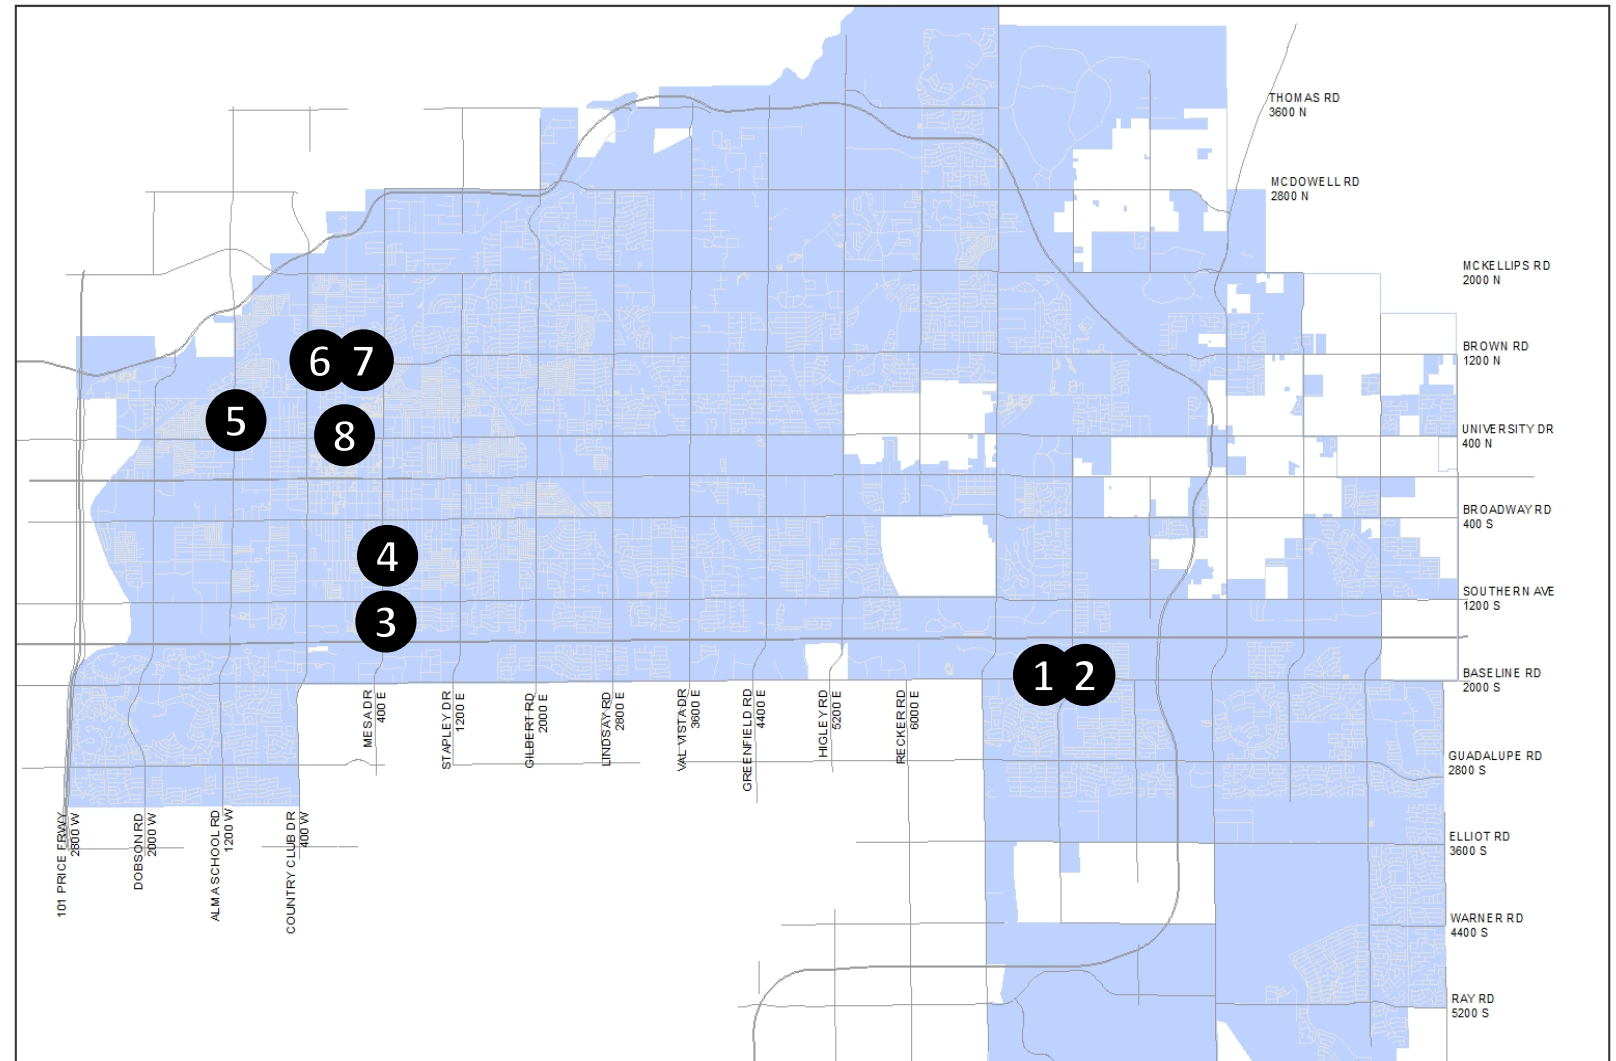 THOMAS RD
3600 N
MCDOWELL RD
2800 N
MCKELLIPS RD
2000 N
BROWN RD
1200 N
6 7
5
8
UNIVERSITY DR
400 N
BROADWAY RD
400 S
4
SOUTHERN AVE
1200 S
3
1 2
BASELINE RD
2000 S
MESA DR
400 E
STAPLEY DR
1200 E
GILBERT RD
2000 E
LINDSAY RD
2800 E
VAL VISTA DR
3600 E
GREENFIELD RD
4400 E
HIGLEY RD
5200 E
RECKER RD
6000 E
GUADALUPE RD
2800 S
101 PRICE FRWY
2800 W
DOBSON RD
2000 W
ALMA SCHOOL RD
1200 W
COUNTRY CLUB DR
400 W
ELLIOT RD
3600 S
WARNER RD
4400 S
RAY RD
5200 S